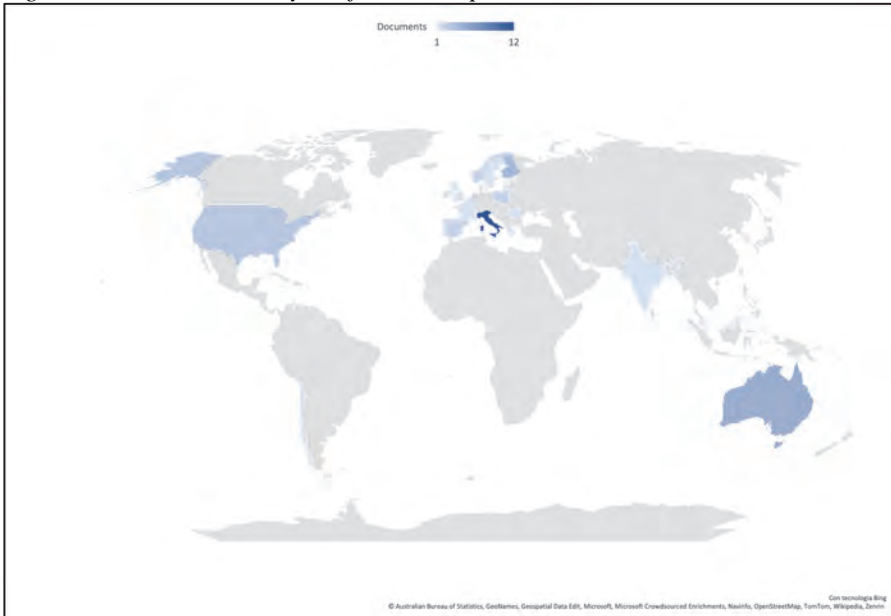 Documents
1 12
Con tecnologia Bing
© Australian Bureau of Statistics, GeoNames, Geospatial Data Edit, Microsoft, Microsoft Crowdsourced Enrichments, Navinfo, OpenStreetMap, TomTom, Wikipedia, Zenrin